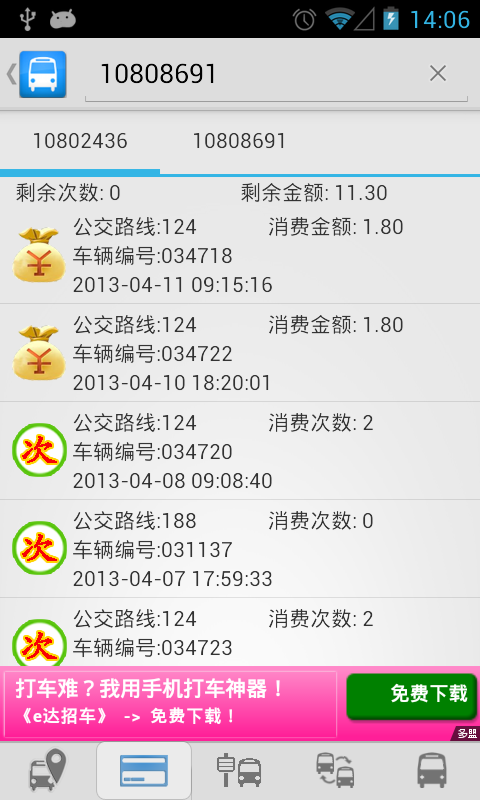 14:06
10808691
10802436 10808691
剩余次数: 0 剩余金额: 11.30
公交路线:124 消费金额: 1.80
车辆编号:034718
2013-04-11 09:15:16
公交路线:124 消费金额: 1.80
车辆编号:034722
2013-04-10 18:20:01
次
公交路线:124 消费次数: 2
车辆编号:034720
2013-04-08 09:08:40
次
公交路线:188 消费次数: 0
车辆编号:031137
2013-04-07 17:59:33
次
公交路线:124 消费次数: 2
车辆编号:034723
打车难？我用手机打车神器！
《e达招车》 -> 免费下载！
免费下载
多盟